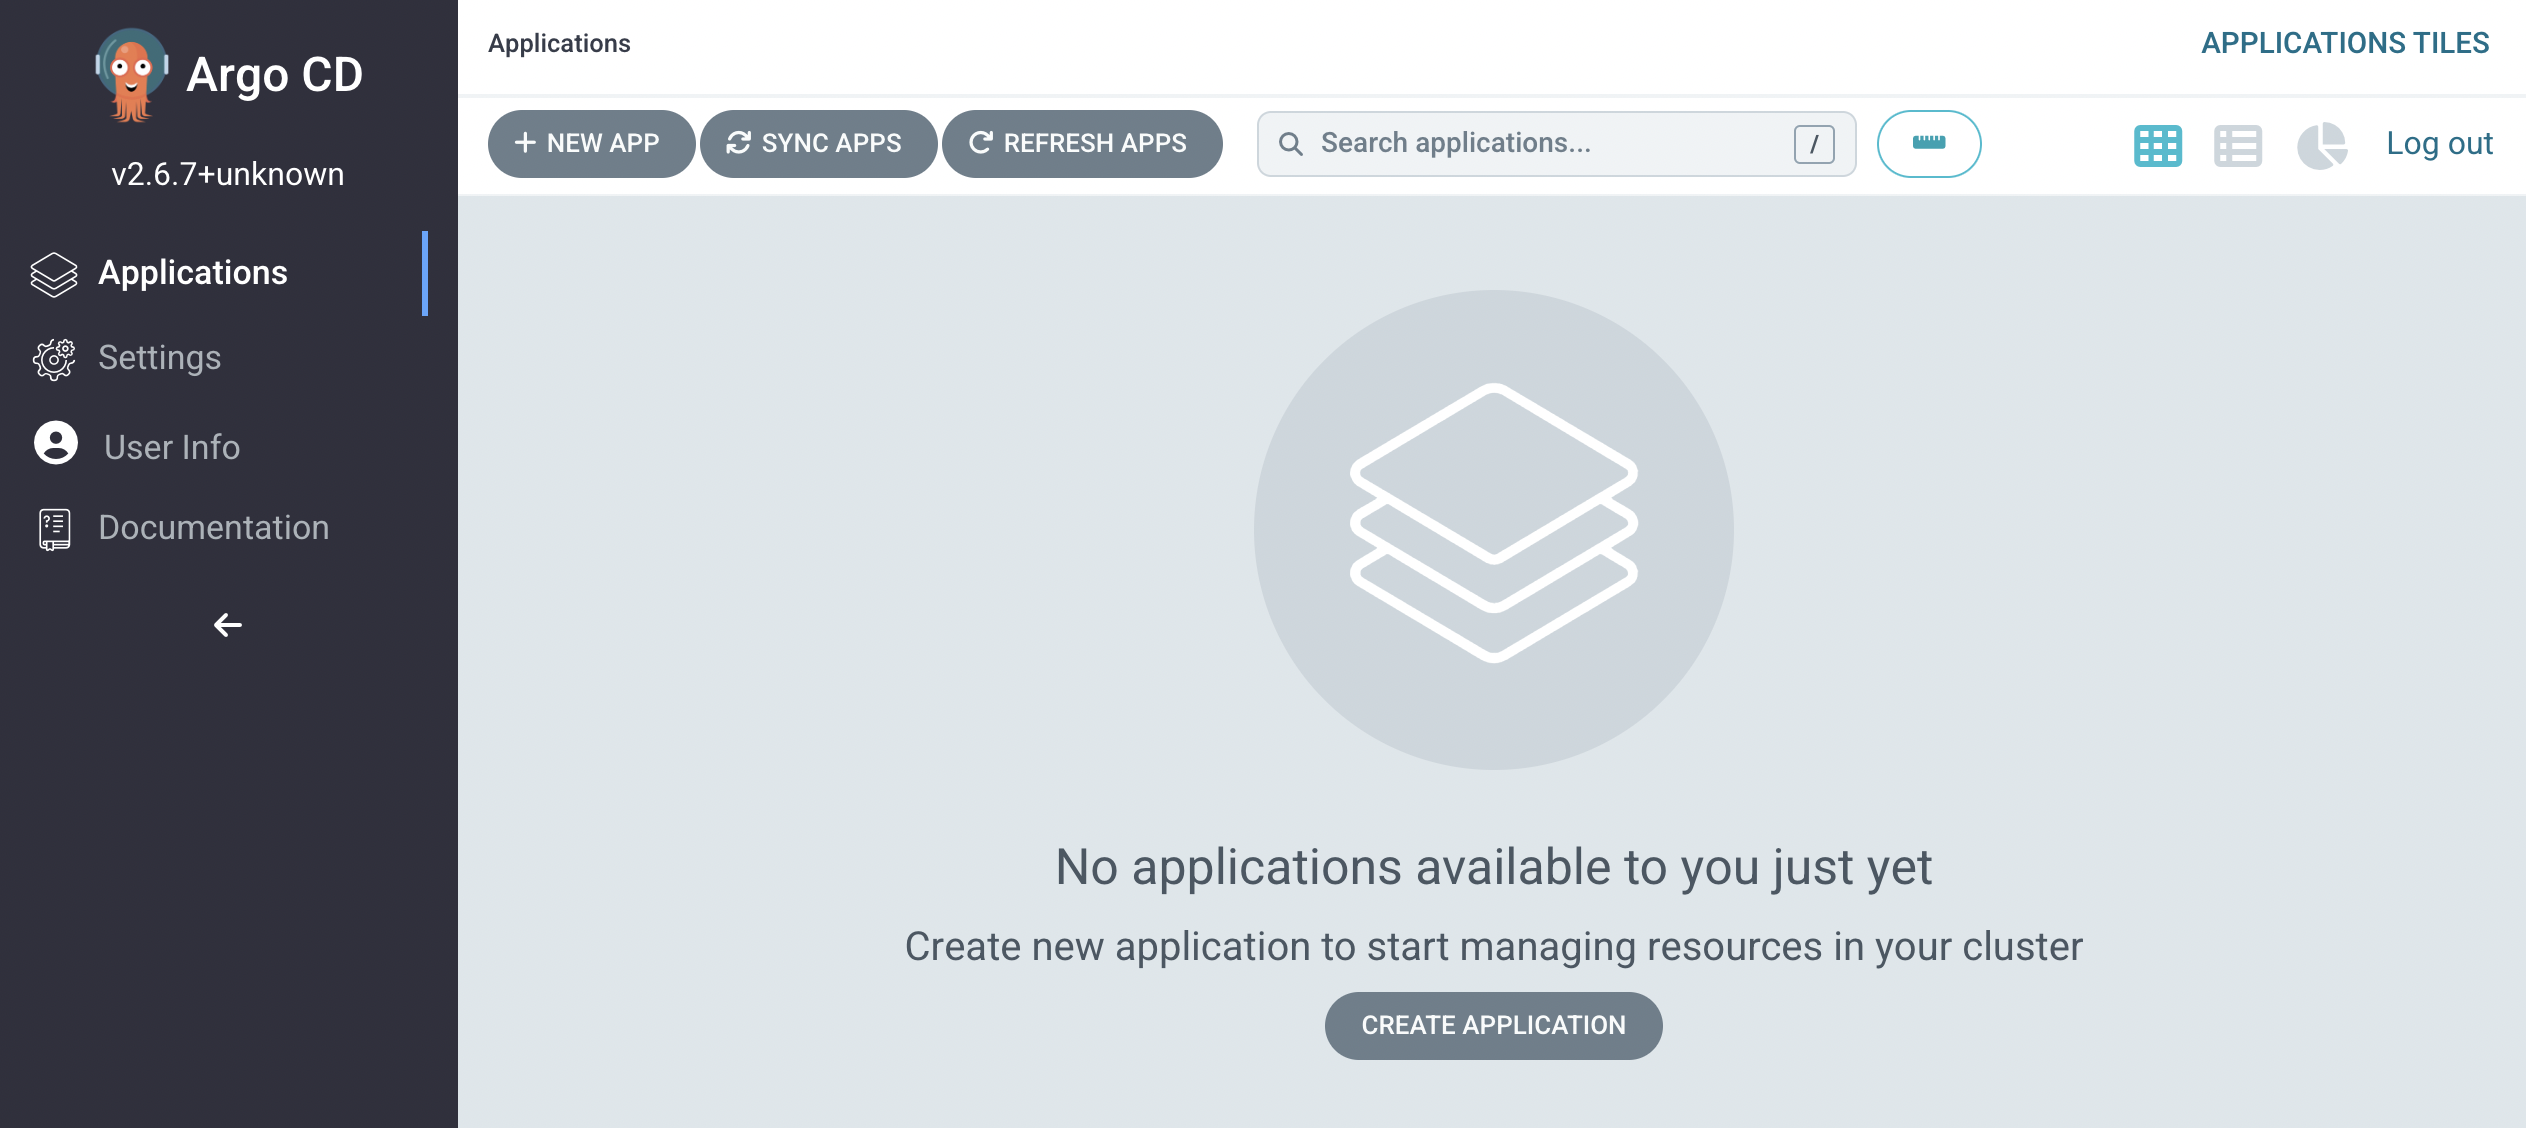 Argo CD
v2.6.7+unknown
Applications
Settings
User Info
Documentation
Applications
APPLICATIONS TILES
NEW APP
SYNC APPS
REFRESH APPS
Search applications...
/
Log out
No applications available to you just yet
Create new application to start managing resources in your cluster
CREATE APPLICATION